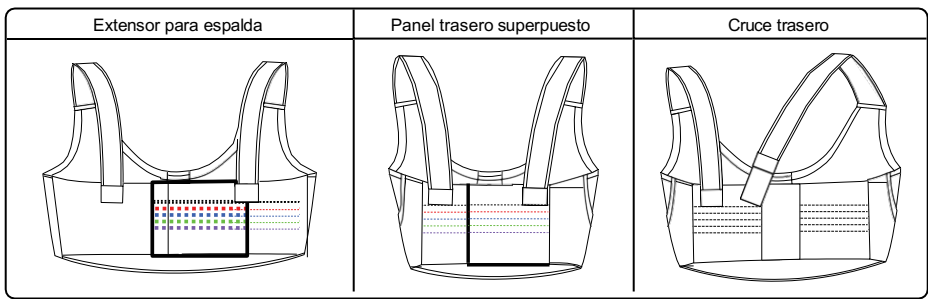 Extensor para espalda
Panel trasero superpuesto
Cruce trasero